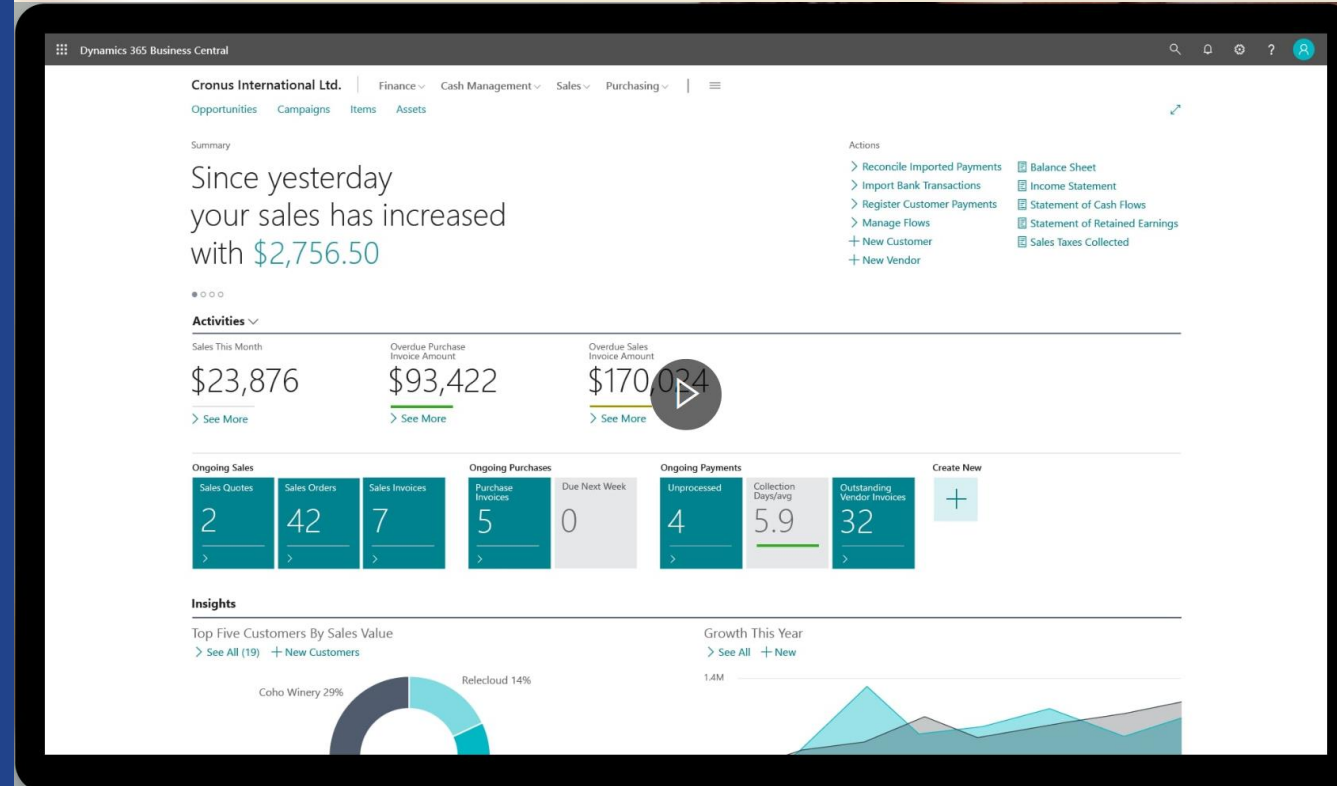 Dynamics 365 Business Central
?
Cronus International Ltd.
Finance
Cash Management
Sales
Purchasing
Opportunities
Campaigns
Items
Assets
Summary
Since yesterday
your sales has increased
with $2,756.50
Actions
Reconcile Imported Payments
Import Bank Transactions
Register Customer Payments
Manage Flows
+ New Customer
+ New Vendor
Balance Sheet
Income Statement
Statement of Cash Flows
Statement of Retained Earnings
Sales Taxes Collected
Activities
Sales This Month
$23,876
> See More
Overdue Purchase
Invoice Amount
$93,422
> See More
Overdue Sales
Invoice Amount
$170,024
> See More
Ongoing Sales
Sales Quotes
2
Sales Orders
42
Sales Invoices
7
Ongoing Purchases
Purchase
Invoices
5
Due Next Week
0
Ongoing Payments
Unprocessed
4
Collection
Days/avg
5.9
Outstanding
Vendor Invoices
32
Create New
+
Insights
Top Five Customers By Sales Value
> See All (19) + New Customers
Coho Winery 29%
Relecloud 14%
Growth This Year
> See All + New
1.4M